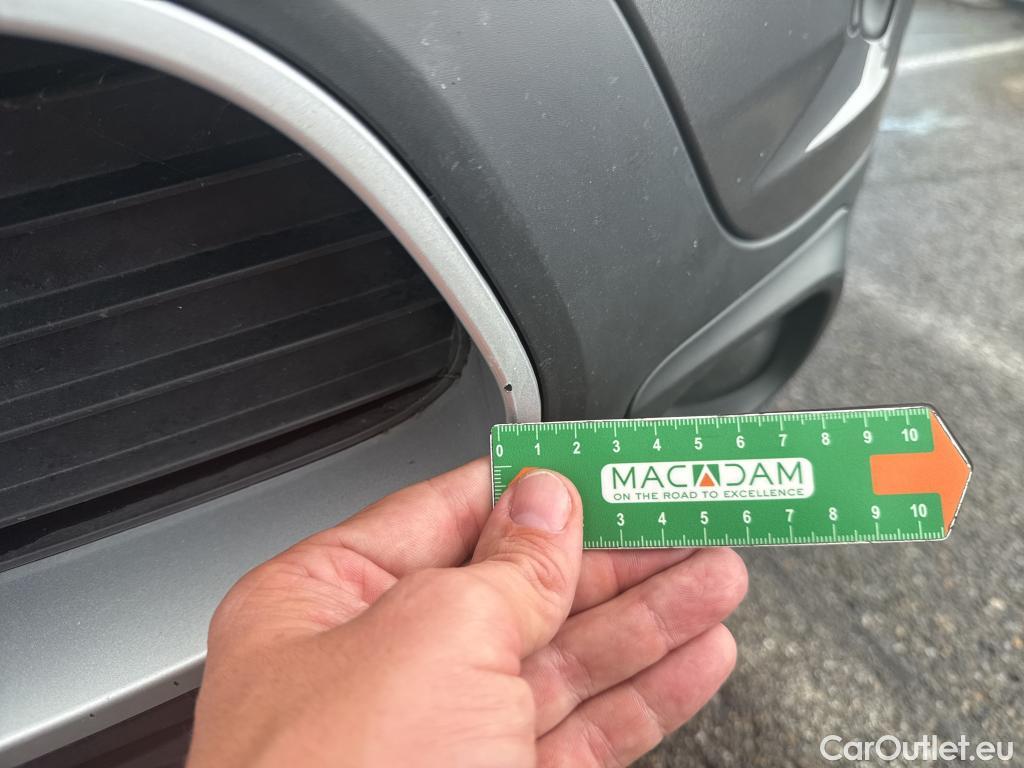 0 1 2 3 4 5 6 7 8 9 10
MACADAM
ON THE ROAD TO EXCELLENCE
3 4 5 6 7 8 9 10
CarOutlet.eu